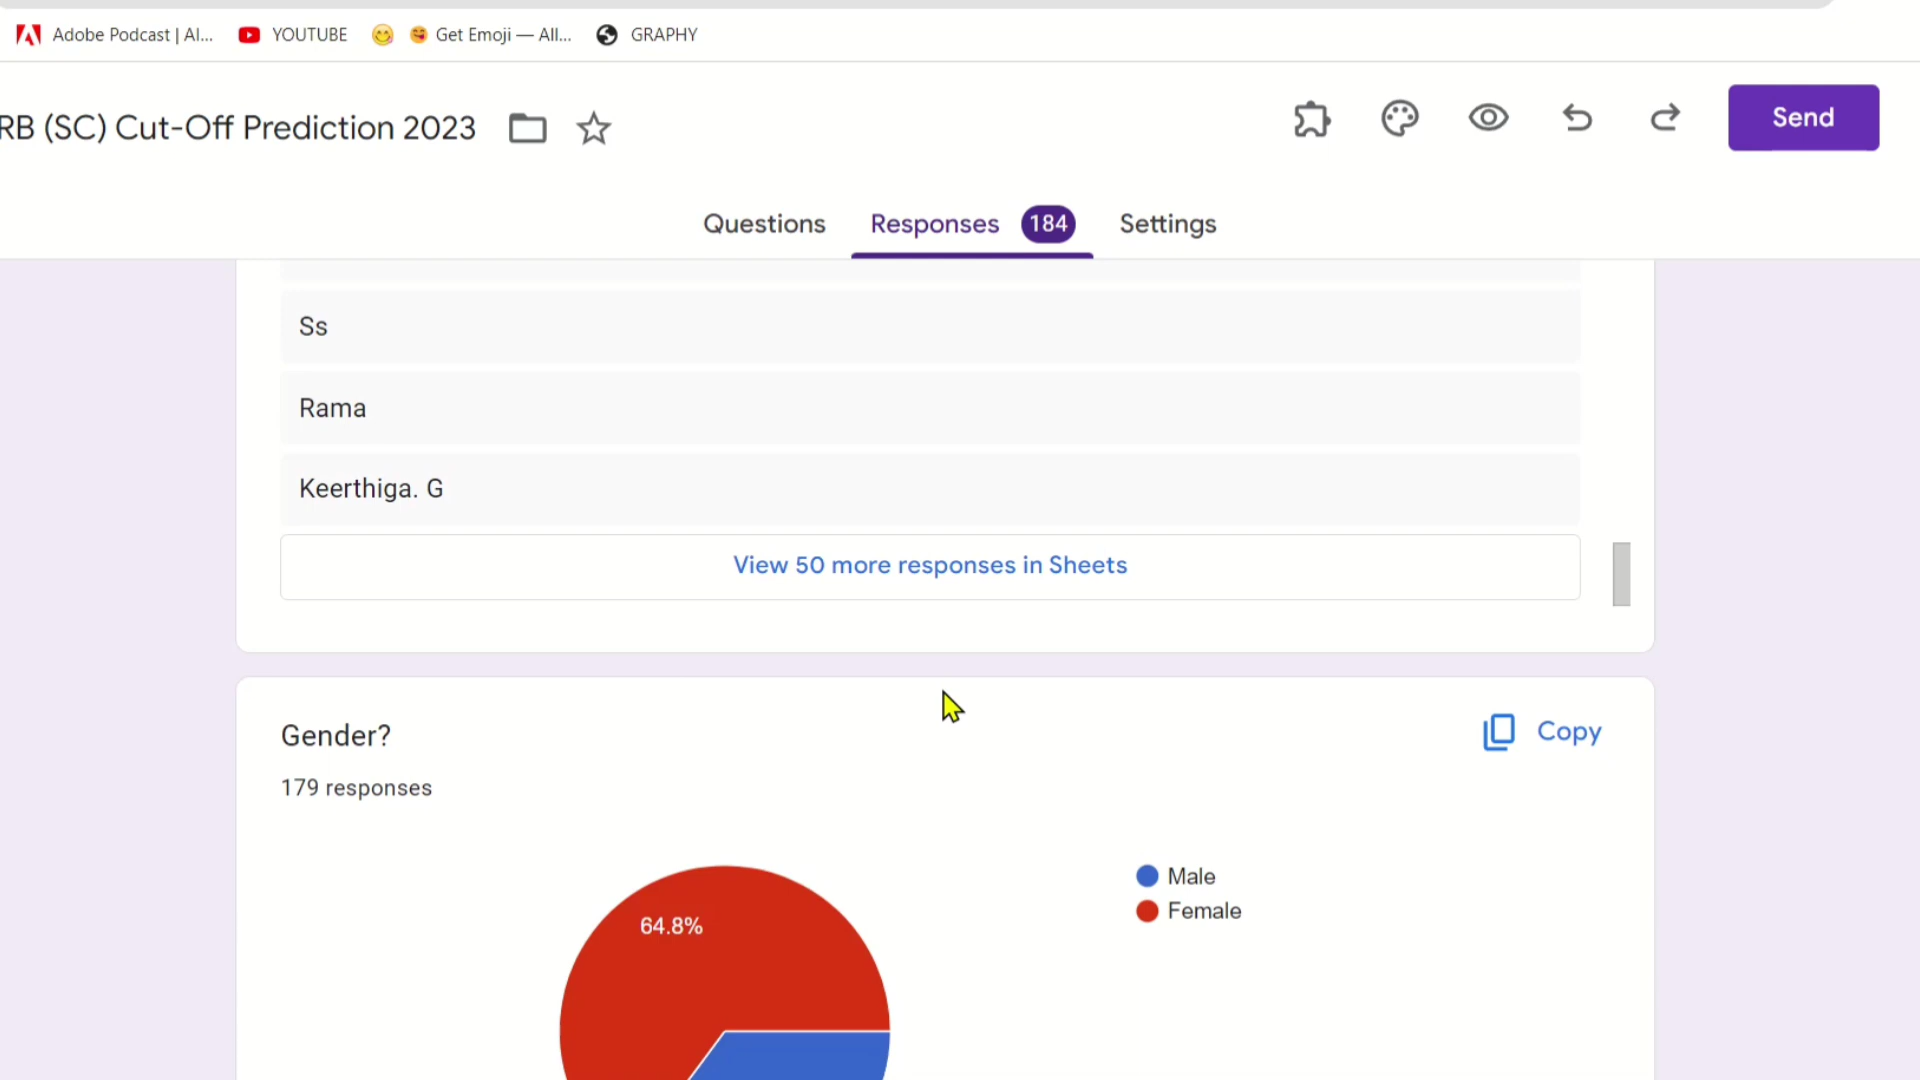 Adobe Podcast | AI... YOUTUBE Get Emoji — All... GRAPHY
RB (SC) Cut-Off Prediction 2023
Send
Questions Responses 184 Settings
Ss
Rama
Keerthiga. G
View 50 more responses in Sheets
Gender?
Copy
179 responses
Male
Female
64.8%